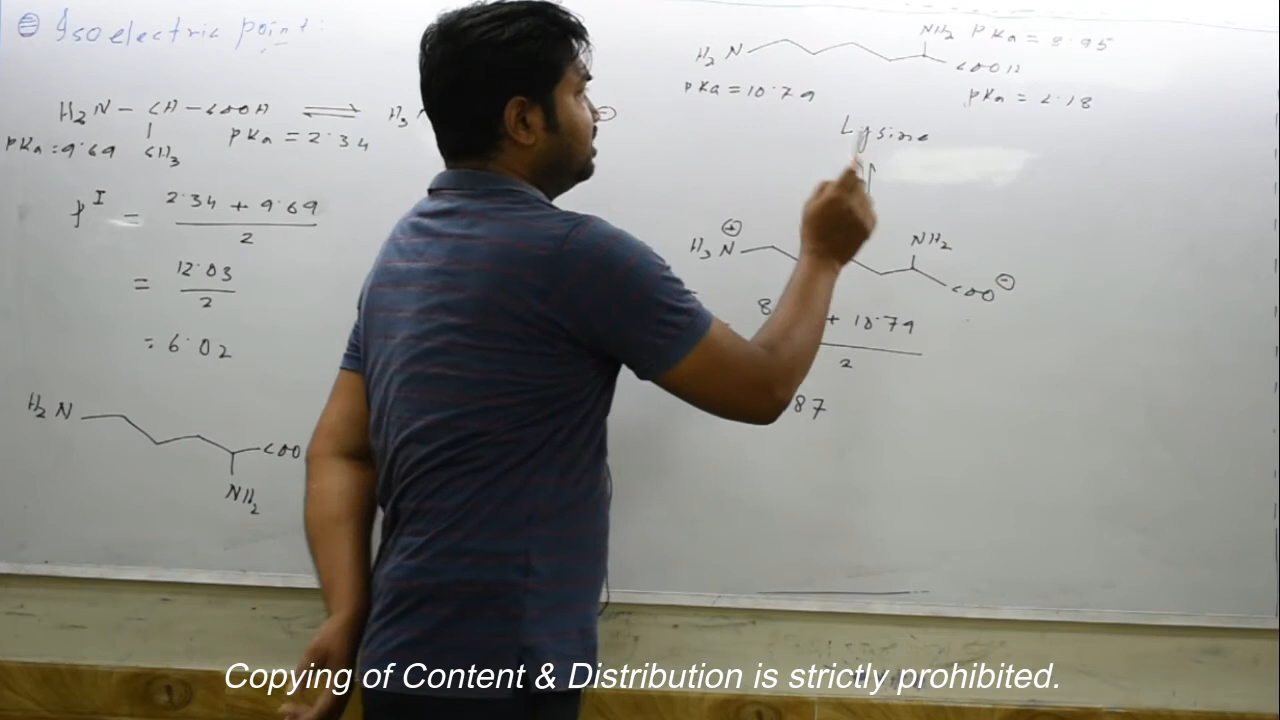 Isoelectric point:
H2N - CH - COOH ⇌ H3
CH3
pKa = 9.69 pKa = 2.34
pI = 2.34 + 9.69
2
= 12.03
2
= 6.02
H2N
COO
NH2
H2N NH2 pKa = 8.95
COOH
pKa = 10.79 pKa = 2.18
Lysine
H3N ⊕ NH2
COO ⊖
8 + 10.79
2
87
Copying of Content & Distribution is strictly prohibited.